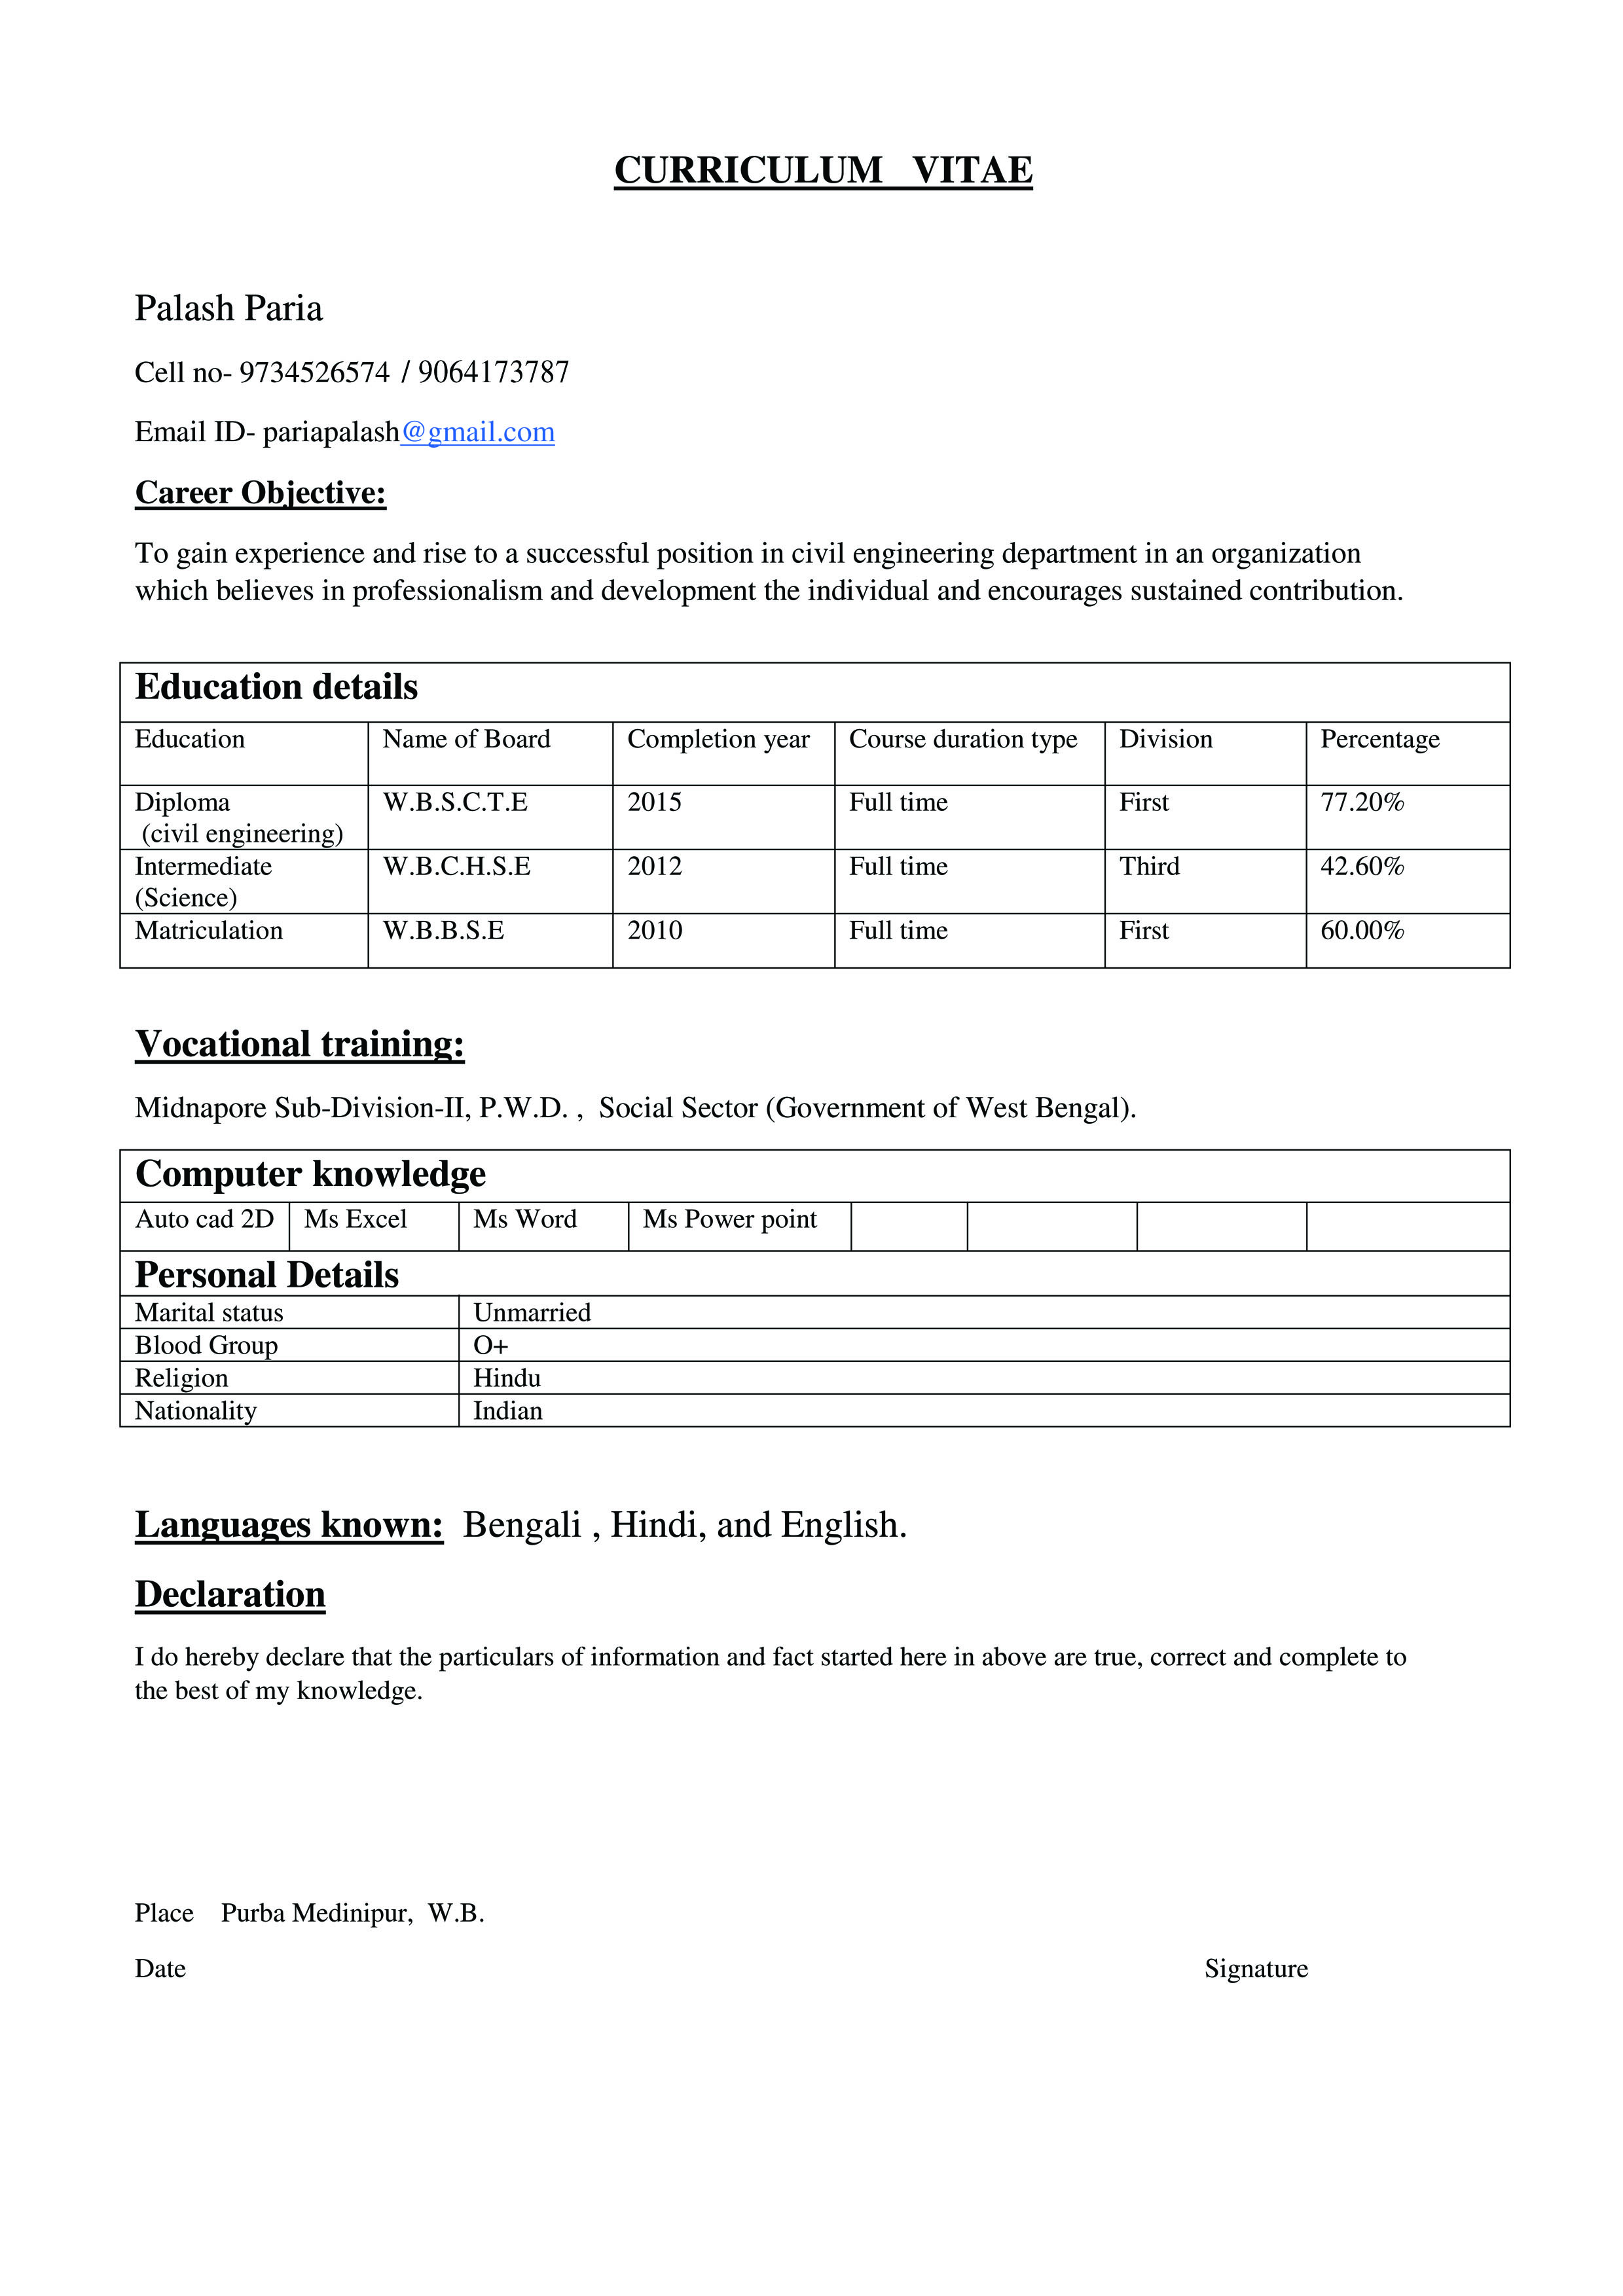 CURRICULUM VITAE
Palash Paria
Cell no- 9734526574 / 9064173787
Email ID- pariapalash@gmail.com
Career Objective:
To gain experience and rise to a successful position in civil engineering department in an organization
which believes in professionalism and development the individual and encourages sustained contribution.
Education details
Education Name of Board Completion year Course duration type Division Percentage
Diploma W.B.S.C.T.E 2015 Full time First 77.20%
(civil engineering)
Intermediate W.B.C.H.S.E 2012 Full time Third 42.60%
(Science)
Matriculation W.B.B.S.E 2010 Full time First 60.00%
Vocational training:
Midnapore Sub-Division-II, P.W.D. , Social Sector (Government of West Bengal).
Computer knowledge
Auto cad 2D Ms Excel Ms Word Ms Power point
Personal Details
Marital status Unmarried
Blood Group O+
Religion Hindu
Nationality Indian
Languages known: Bengali , Hindi, and English.
Declaration
I do hereby declare that the particulars of information and fact started here in above are true, correct and complete to
the best of my knowledge.
Place Purba Medinipur, W.B.
Date Signature